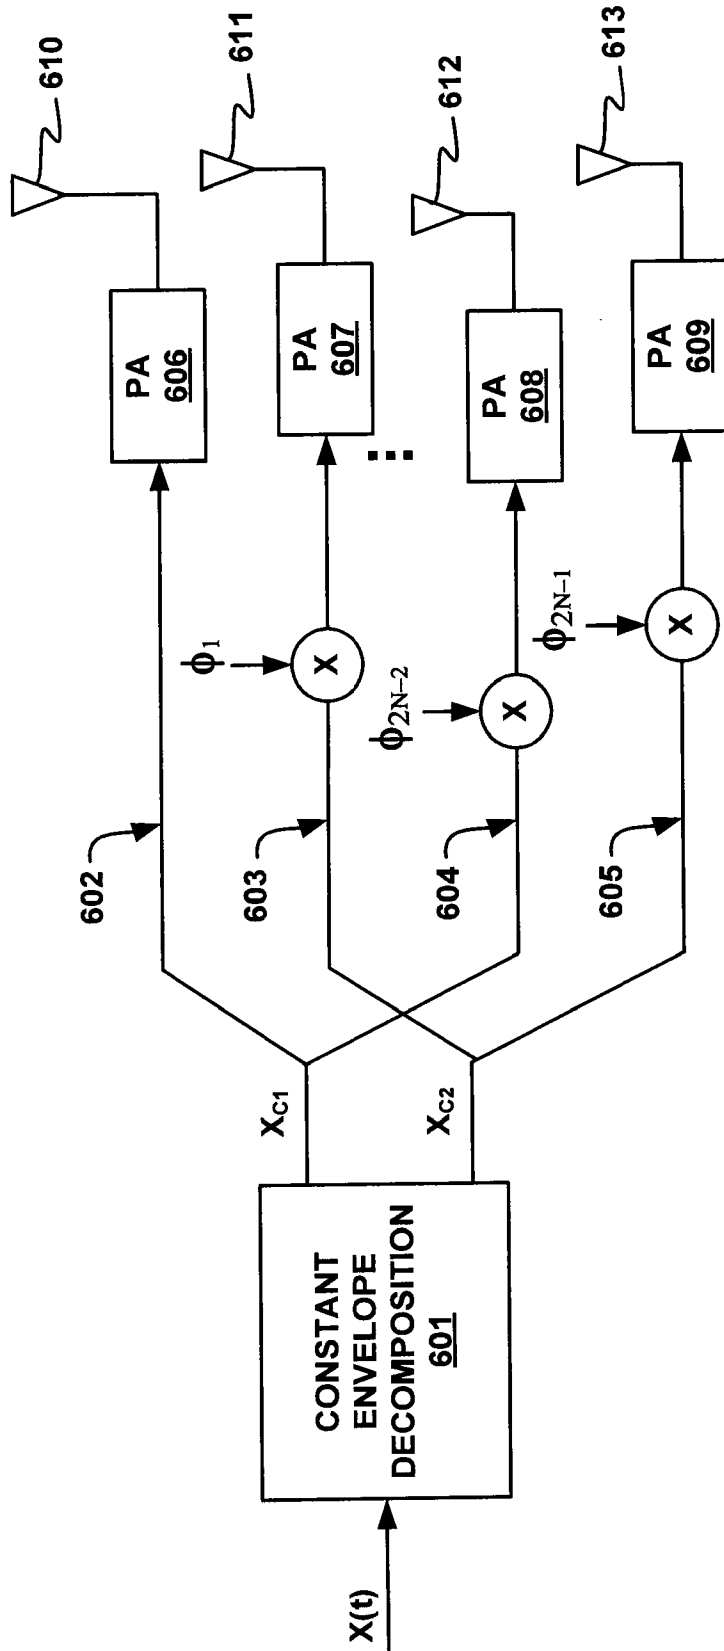 X(t)
CONSTANT
ENVELOPE
DECOMPOSITION
601
XC1
XC2
602
603
604
605
ϕ1
ϕ2N–2
ϕ2N–1
X
X
X
PA
606
PA
607
...
PA
608
PA
609
610
611
612
613